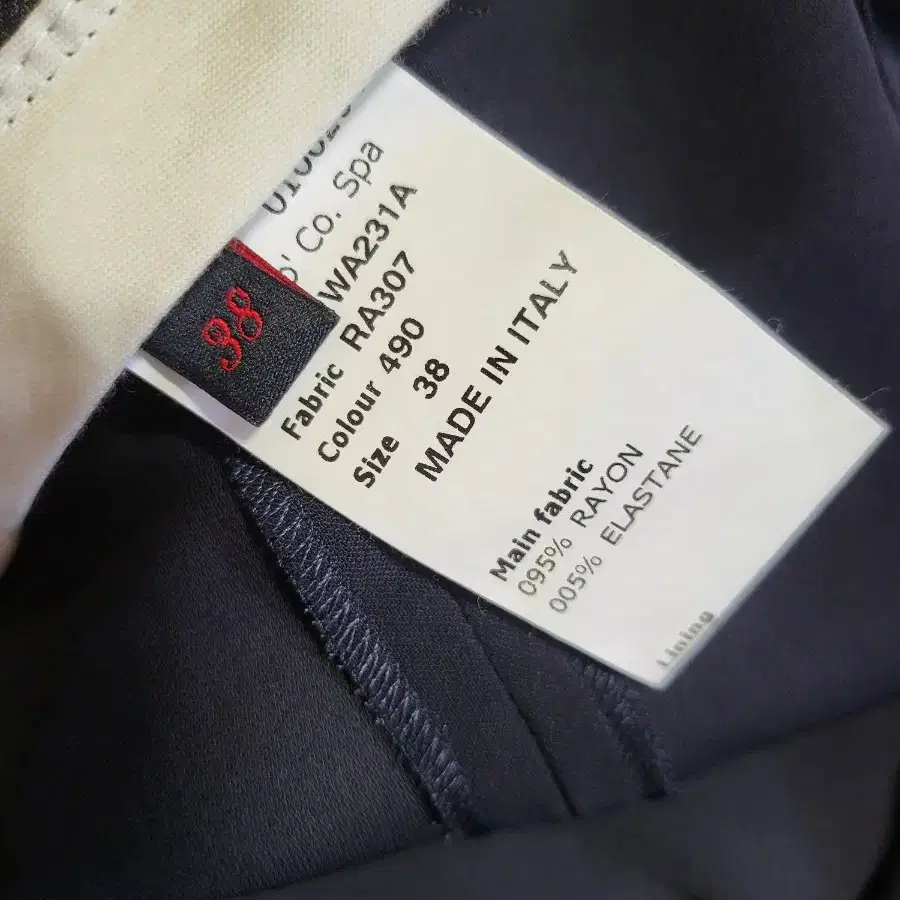 Co. Spa
WA231A
38
Fabric RA307
Colour 490
Size 38
MADE IN ITALY
Main fabric
095% RAYON
005% ELASTANE
Lining